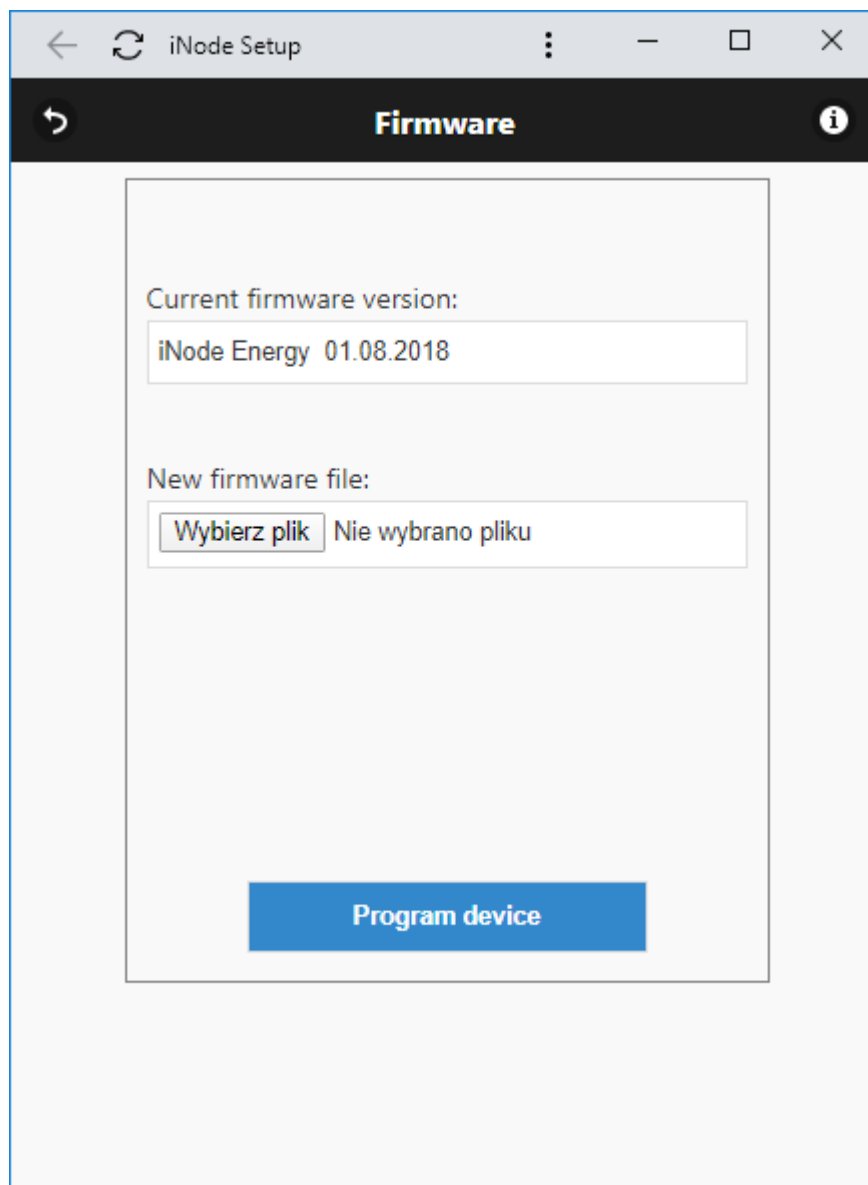 iNode Setup
Firmware
Current firmware version:
iNode Energy  01.08.2018
New firmware file:
Wybierz plik Nie wybrano pliku
Program device